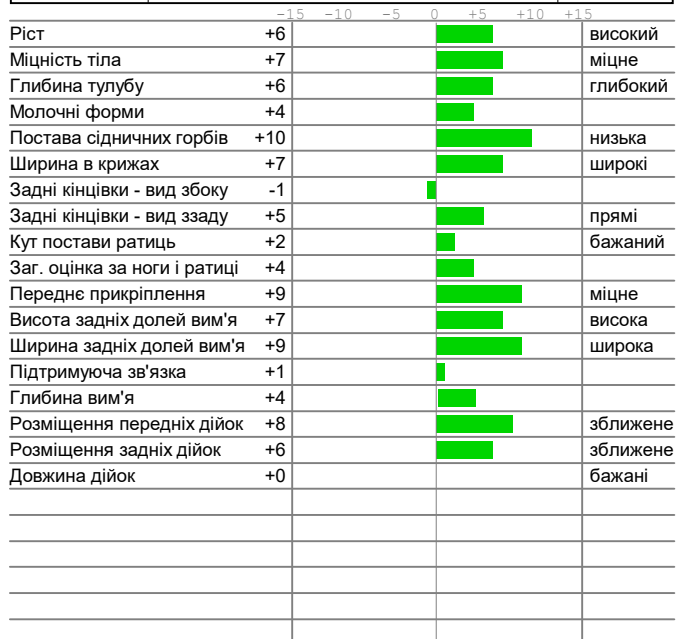 -15 -10 -5 0 +5 +10 +15
Ріст +6 високий
Міцність тіла +7 міцне
Глибина тулубу +6 глибокий
Молочні форми +4
Постава сідничних горбів +10 низька
Ширина в крижах +7 широкі
Задні кінцівки - вид збоку -1
Задні кінцівки - вид ззаду +5 прямі
Кут постави ратиць +2 бажаний
Заг. оцінка за ноги і ратиці +4
Переднє прикріплення +9 міцне
Висота задніх долей вим'я +7 висока
Ширина задніх долей вим'я +9 широка
Підтримуюча зв'язка +1
Глибина вим'я +4
Розміщення передніх дійок +8 зближене
Розміщення задніх дійок +6 зближене
Довжина дійок +0 бажані